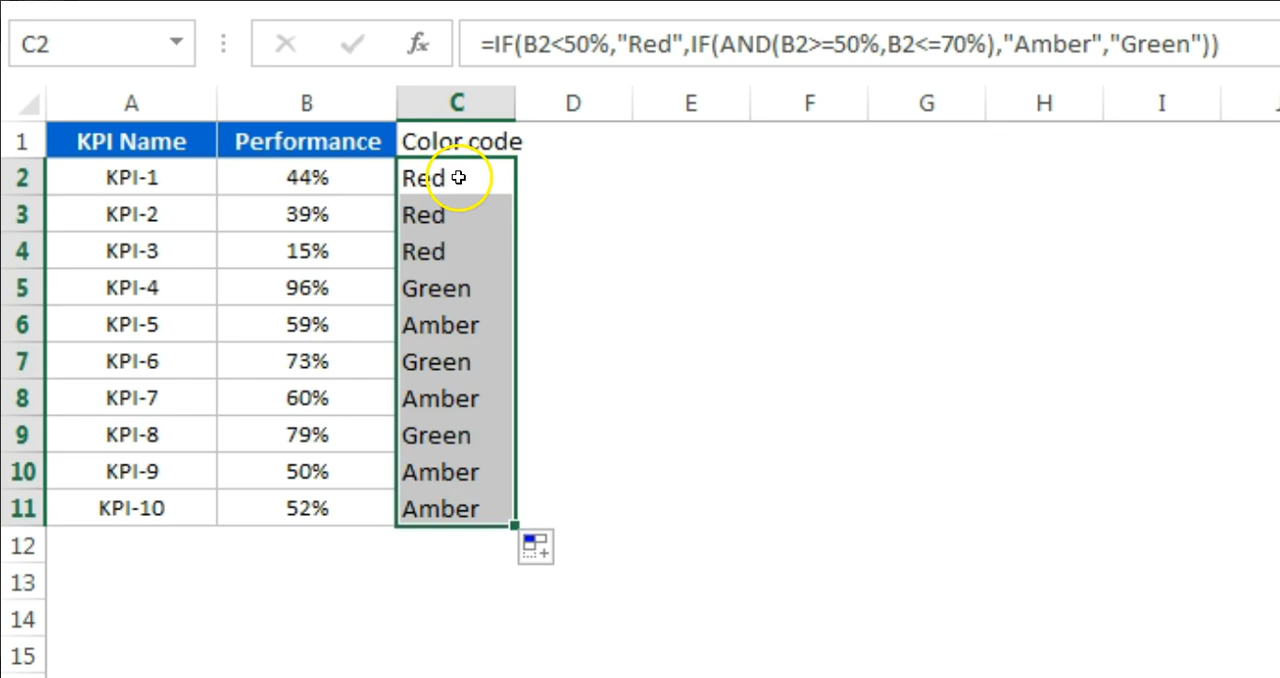 C2 fx =IF(B2<50%,"Red",IF(AND(B2>=50%,B2<=70%),"Amber","Green"))
A B C D E F G H I J
1 KPI Name Performance Color code
2 KPI-1 44% Red
3 KPI-2 39% Red
4 KPI-3 15% Red
5 KPI-4 96% Green
6 KPI-5 59% Amber
7 KPI-6 73% Green
8 KPI-7 60% Amber
9 KPI-8 79% Green
10 KPI-9 50% Amber
11 KPI-10 52% Amber
12
13
14
15